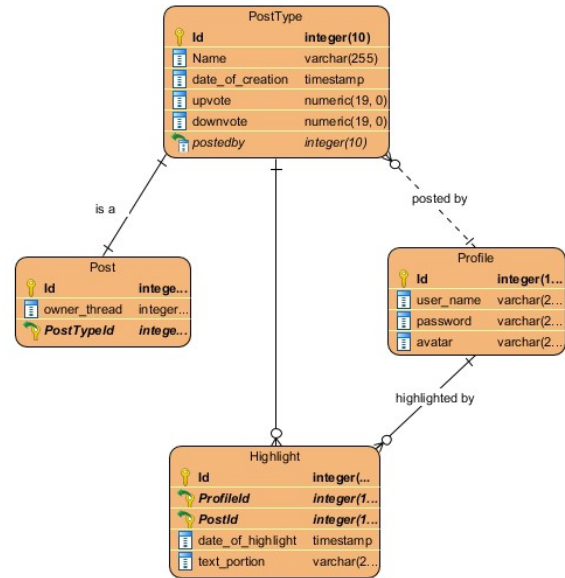 PostType
Id integer(10)
Name varchar(255)
date_of_creation timestamp
upvote numeric(19, 0)
downvote numeric(19, 0)
postedby integer(10)
is a
posted by
Post
Id intege...
owner_thread integer...
PostTypeId intege...
Profile
Id integer(1...
user_name varchar(2...
password varchar(2...
avatar varchar(2...
highlighted by
Highlight
Id integer(...
ProfileId integer(1...
PostId integer(1...
date_of_highlight timestamp
text_portion varchar(2...